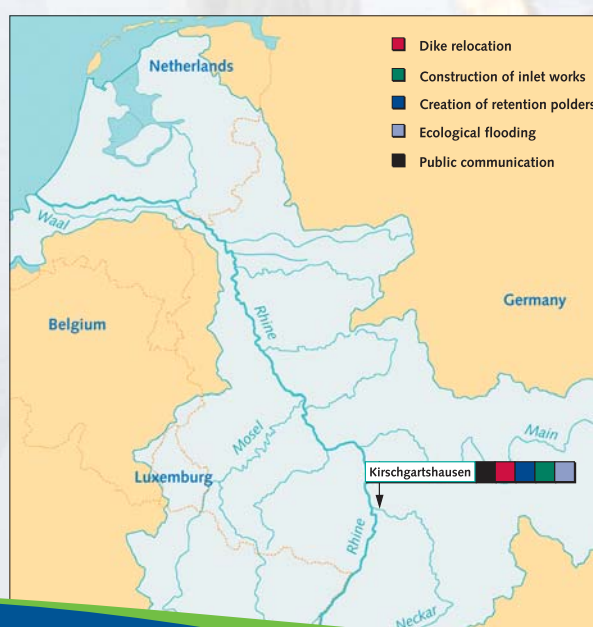 Netherlands
Dike relocation
Construction of inlet works
Creation of retention polders
Ecological flooding
Public communication
Waal
Rhine
Germany
Belgium
Mosel
Main
Kirschgartshausen
Luxemburg
Rhine
Neckar